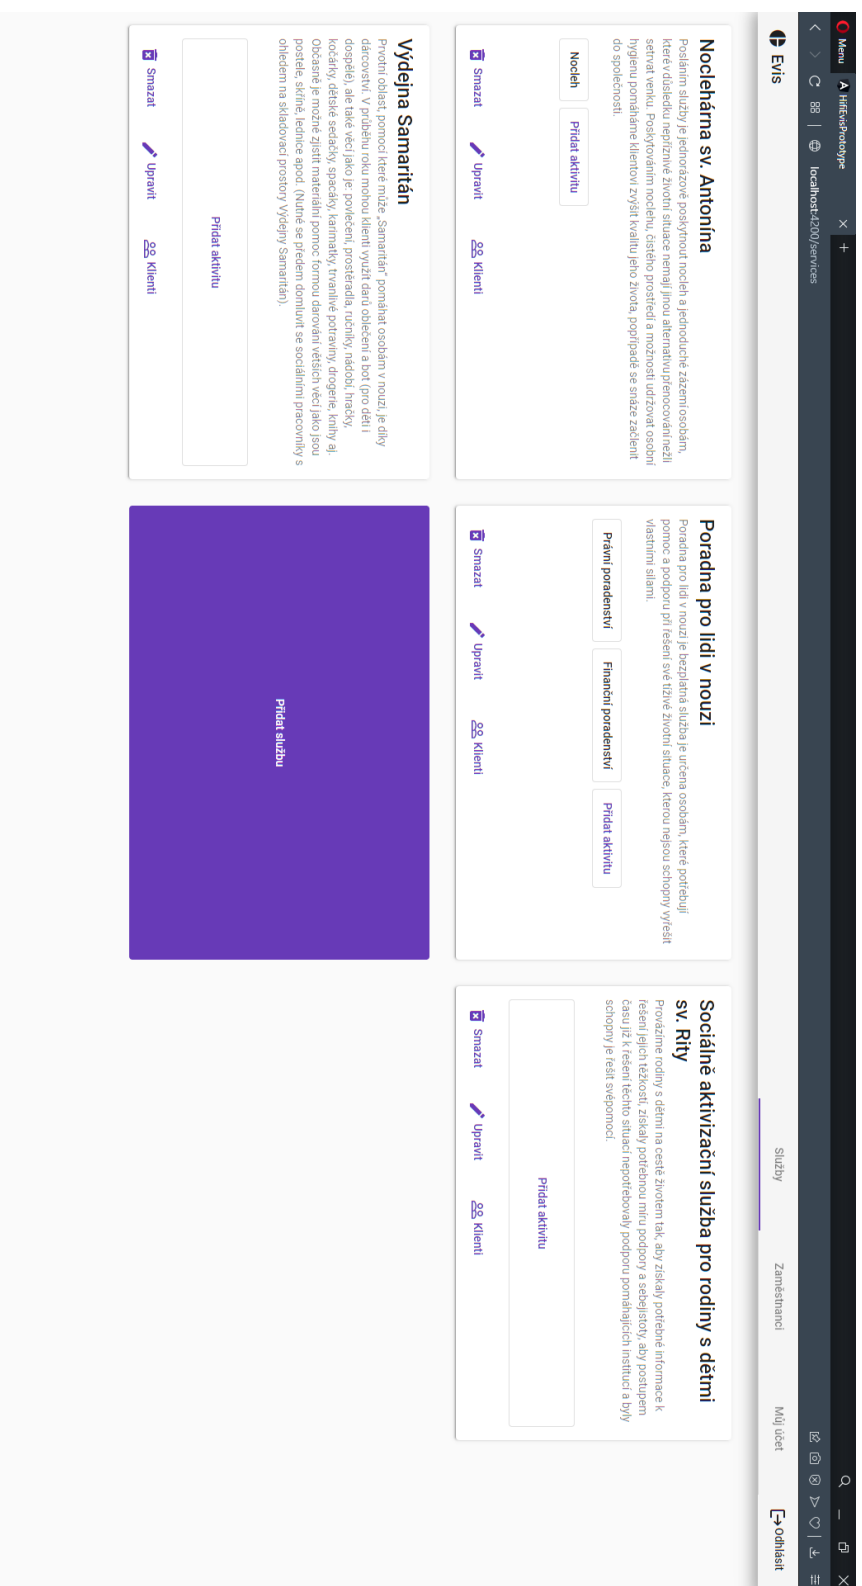 Menu
HifiEvisPrototype
localhost:4200/services
Evis
Služby
Zaměstnanci
Můj účet
Odhlásit
Noclehárna sv. Antonína
Posláním služby je jednorázově poskytnout nocleh a jednoduché zázemí osobám,
které v důsledku nepříznivé životní situace nemají jinou alternativu přenocování nežli
setrvat venku. Poskytováním noclehu, čistého prostředí a možnosti udržovat osobní
hygienu pomáháme klientovi zvýšit kvalitu jeho života, popřípadě se snáze začlenit
do společnosti.
Nocleh
Přidat aktivitu
Smazat
Upravit
Klienti
Poradna pro lidi v nouzi
Poradna pro lidi v nouzi je bezplatná služba je určena osobám, které potřebují
pomoc a podporu při řešení své tíživé životní situace, kterou nejsou schopny vyřešit
vlastními silami.
Právní poradenství
Finanční poradenství
Přidat aktivitu
Smazat
Upravit
Klienti
Sociálně aktivizační služba pro rodiny s dětmi
sv. Rity
Provázíme rodiny s dětmi na cestě životem tak, aby získaly potřebné informace k
řešení jejich těžkostí, získaly potřebnou míru podpory a sebejistoty, aby postupem
času již k řešení těchto situací nepotřebovaly podporu pomáhajících institucí a byly
schopny je řešit svépomocí.
Přidat aktivitu
Smazat
Upravit
Klienti
Výdejna Samaritán
Prvotní oblast, pomocí které může „Samaritán" pomáhat osobám v nouzi, je díky
dárcovství. V průběhu roku mohou klienti využít darů oblečení a bot (pro děti i
dospělé), ale také věcí jako je: povlečení, prostěradla, ručníky, nádobí, hračky,
kočárky, dětské sedačky, spacáky, karimatky, trvanlivé potraviny, drogerie, knihy aj.
Občasně je možné zjistit materiální pomoc formou darování větších věcí jako jsou
postele, skříně, lednice apod. (Nutné se předem domluvit se sociálními pracovníky s
ohledem na skladovací prostory Výdejny Samaritán).
Přidat aktivitu
Smazat
Upravit
Klienti
Přidat službu